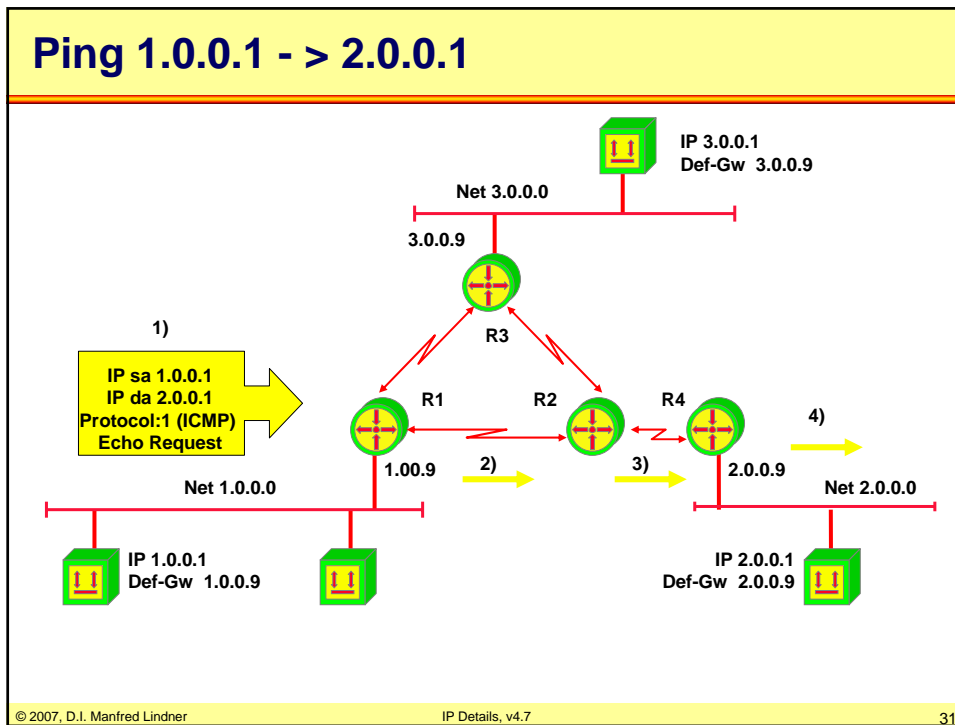 Ping 1.0.0.1 - > 2.0.0.1
IP 3.0.0.1
Def-Gw 3.0.0.9
Net 3.0.0.0
3.0.0.9
R3
1)
IP sa 1.0.0.1
IP da 2.0.0.1
Protocol:1 (ICMP)
Echo Request
R1
R2
R4
4)
1.00.9
2)
3)
2.0.0.9
Net 1.0.0.0
Net 2.0.0.0
IP 1.0.0.1
Def-Gw 1.0.0.9
IP 2.0.0.1
Def-Gw 2.0.0.9
© 2007, D.I. Manfred Lindner
IP Details, v4.7
31